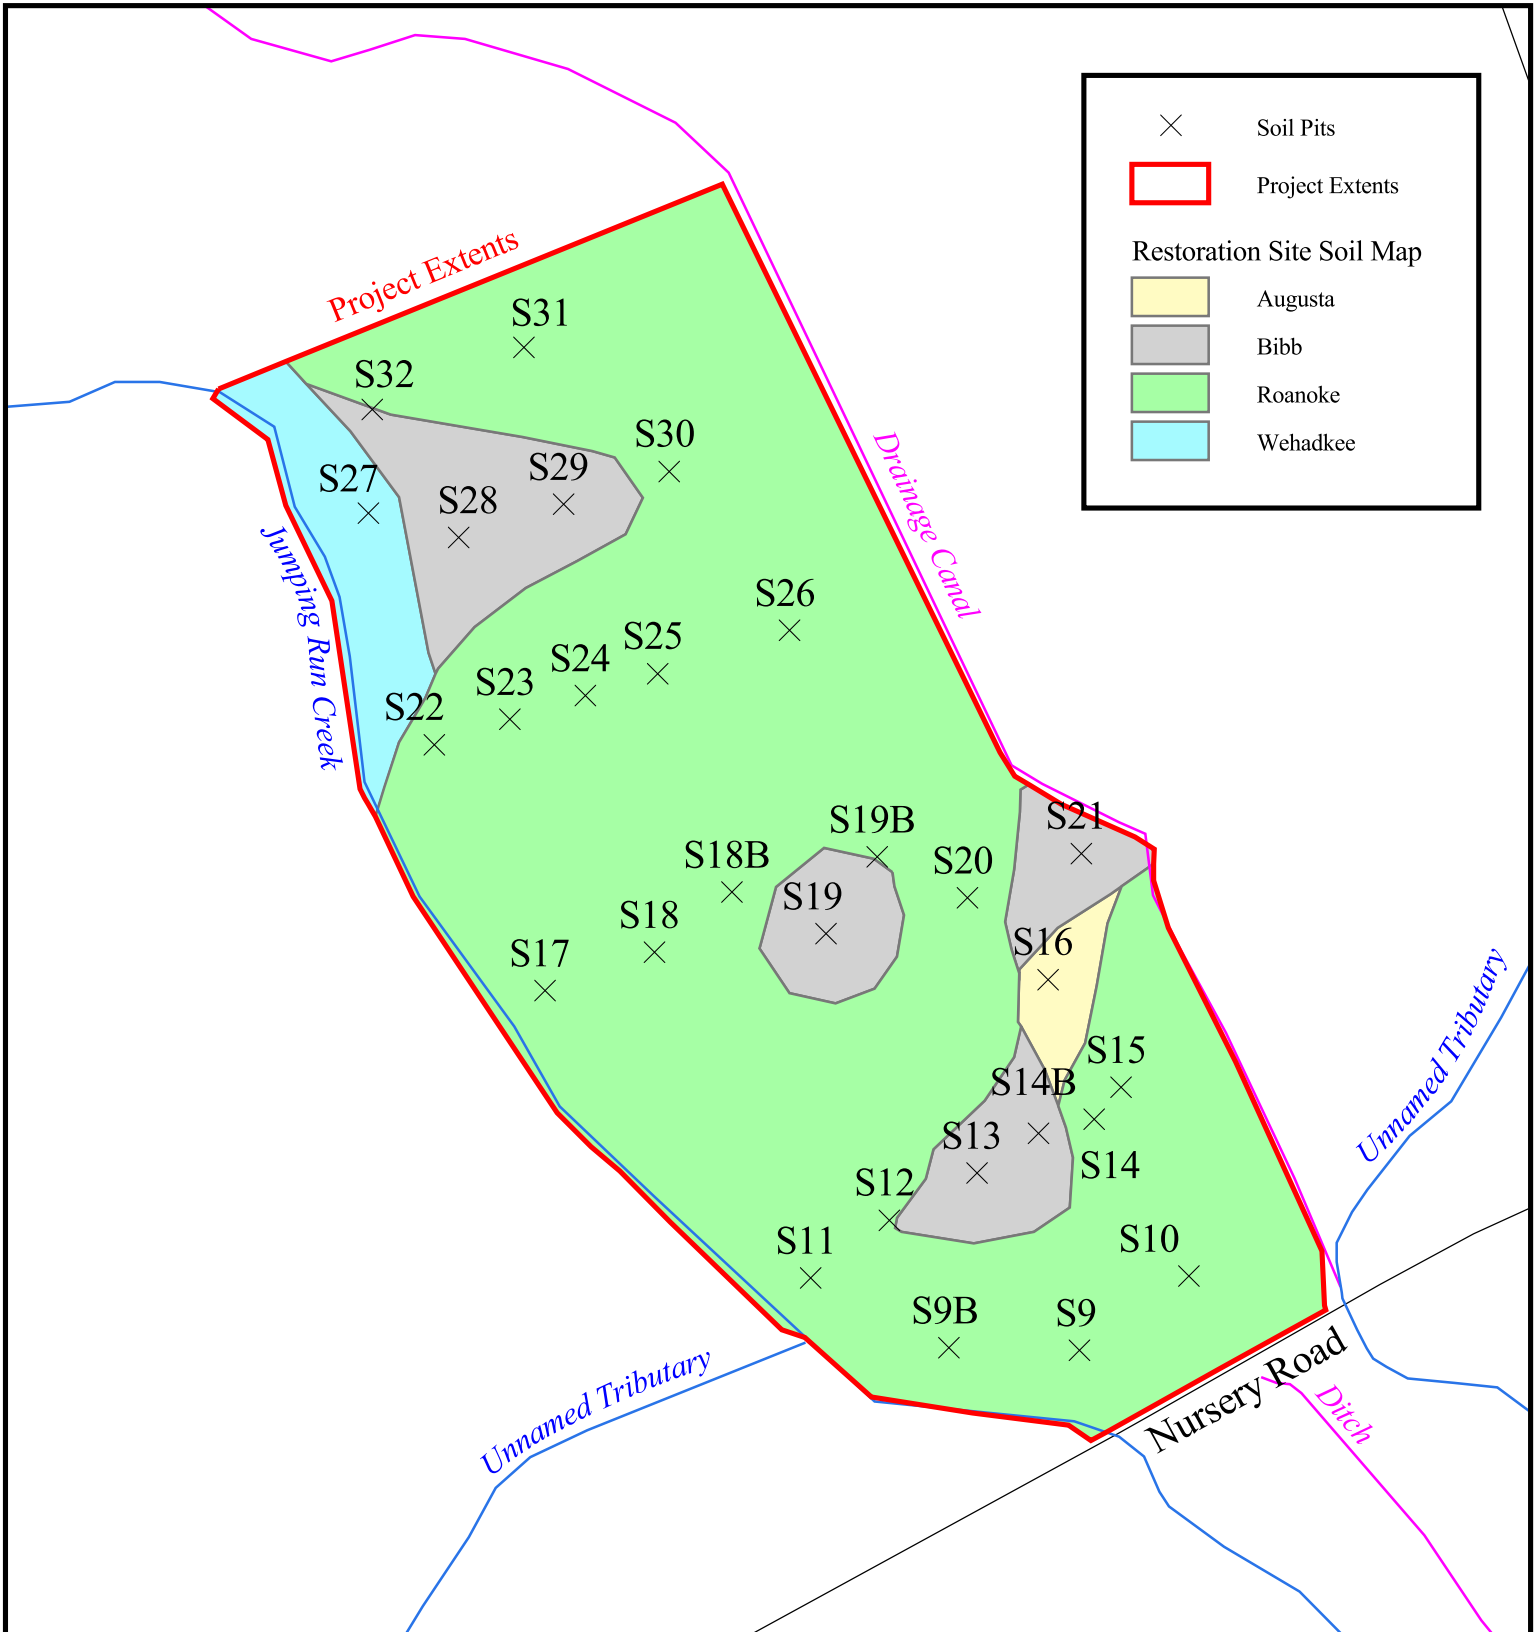 Soil Pits
Project Extents
Restoration Site Soil Map
Augusta
Bibb
Roanoke
Wehadkee
Project Extents
S31
S32
S30
S29
S27
S28
Drainage Canal
Jumping Run Creek
S26
S25
S24
S23
S22
S21
S19B
S20
S18B
S19
S18
S16
S17
Unnamed Tributary
S15
S14B
S13
S14
S12
S11
S10
S9B
S9
Nursery Road
Unnamed Tributary
Ditch